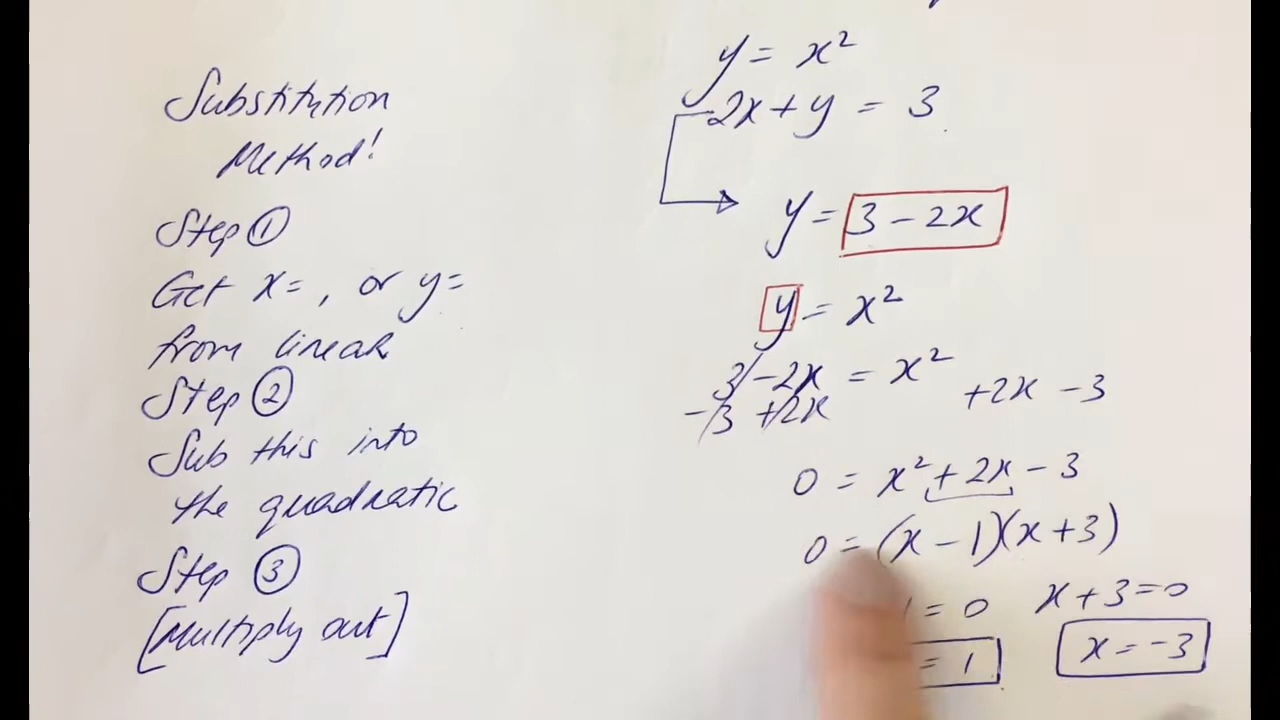 Substitution
Method!
Step ①
Get x= , or y=
from linear
Step ②
Sub this into
the quadratic
Step ③
[Multiply out]
y = x²
2x + y = 3
y = 3 - 2x
y = x²
3 - 2x = x²
-3 +2x +2x -3
0 = x² + 2x - 3
0 = (x - 1)(x + 3)
= 0 x + 3 = 0
= 1 x = -3